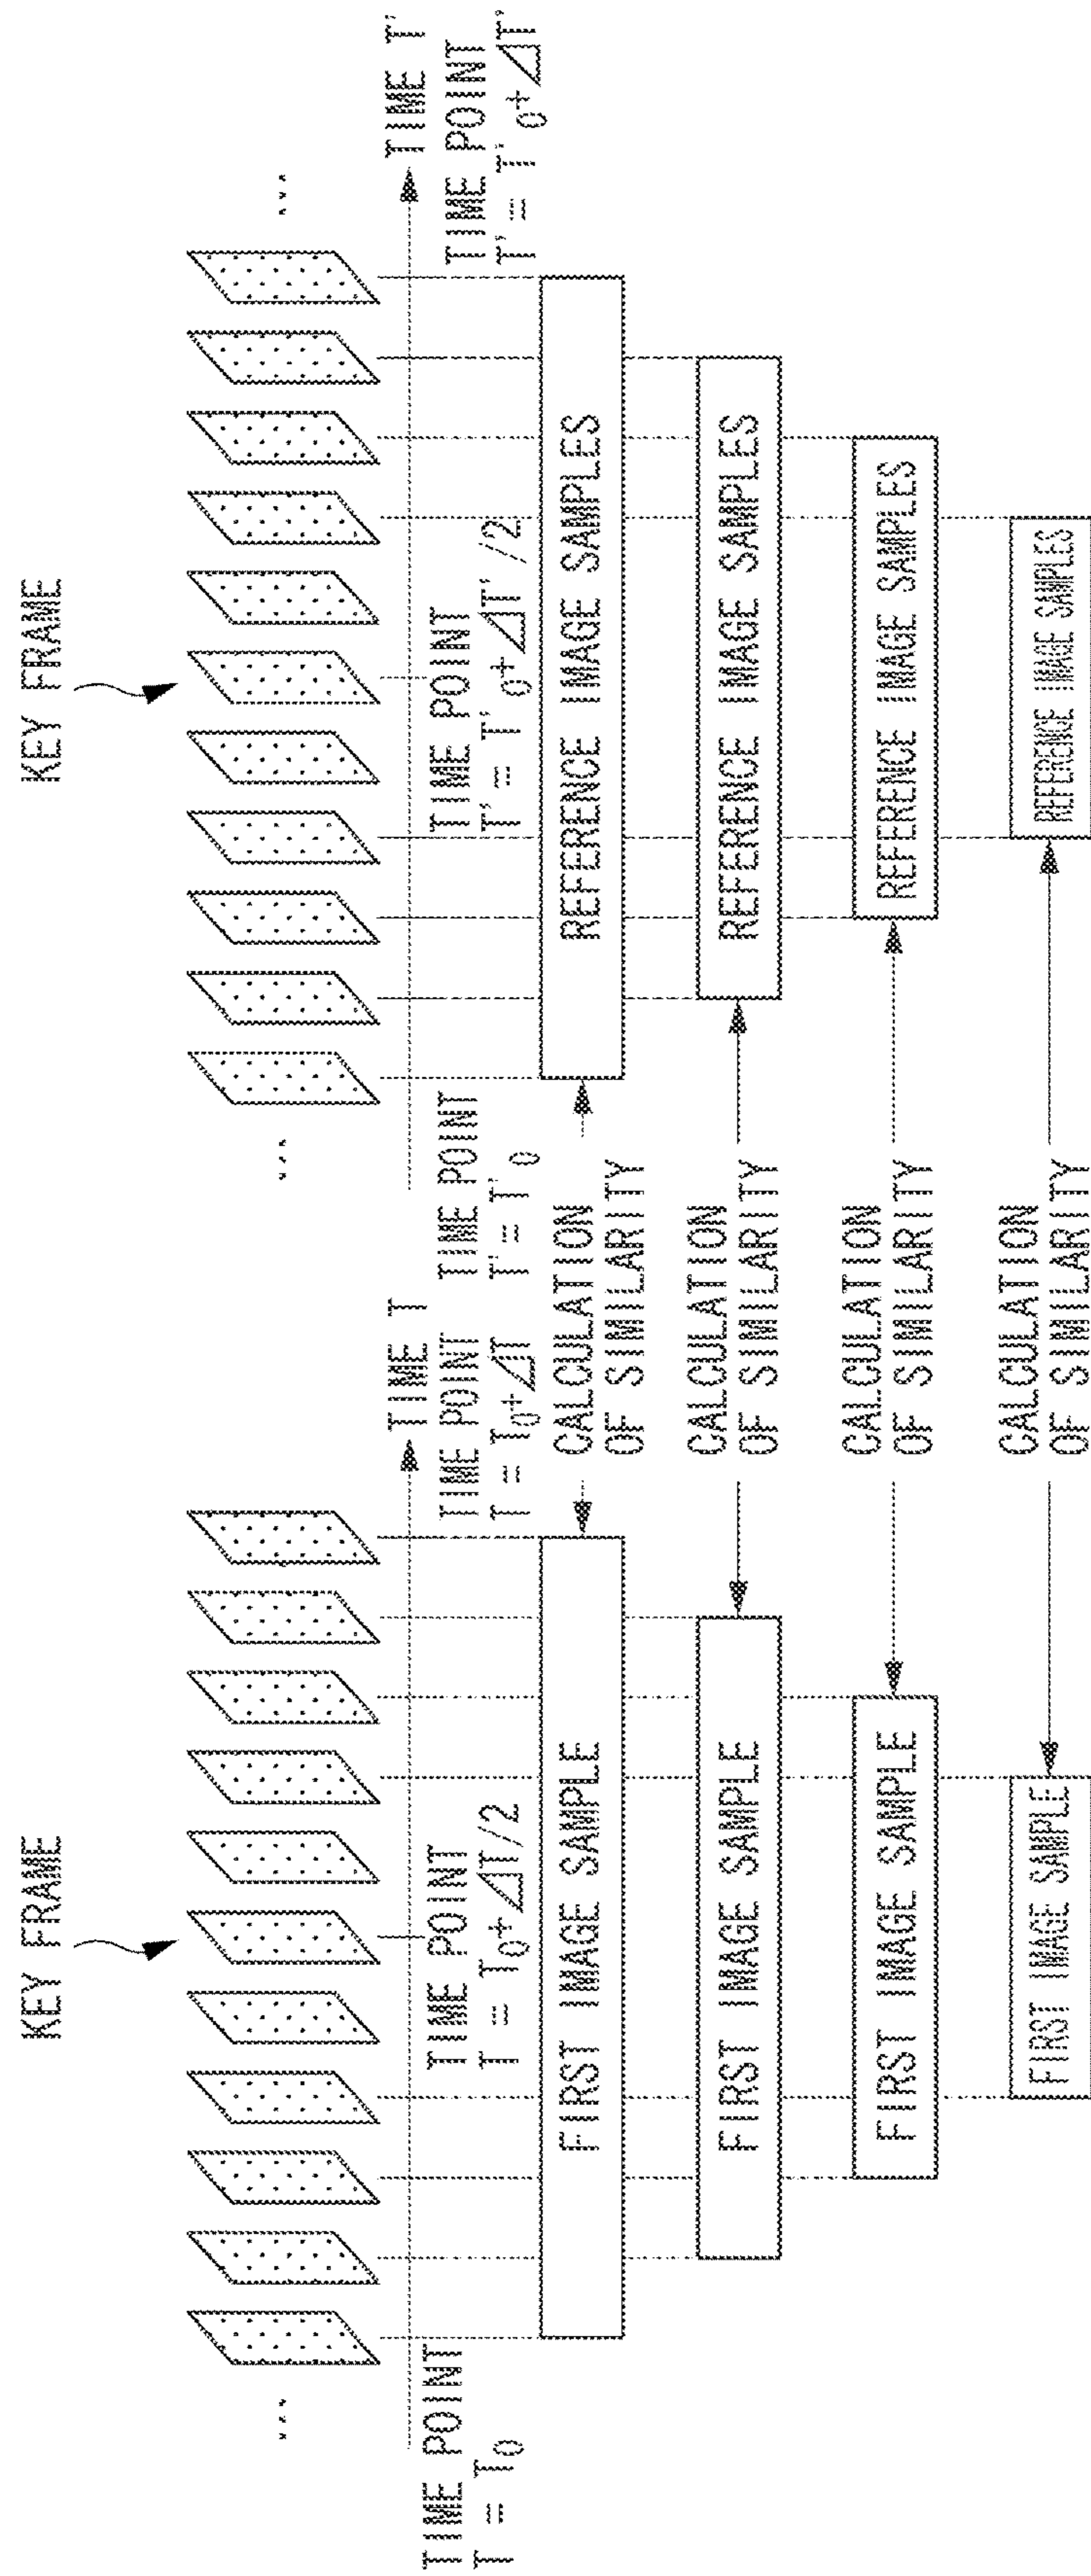 KEY FRAME
KEY FRAME
...
...
...
...
TIME T
TIME T'
TIME POINT
T = T0
TIME POINT
T = T0+ΔT/2
TIME POINT
T = T0+ΔT
TIME POINT
T' = T'0
TIME POINT
T' = T'0+ΔT'/2
TIME POINT
T' = T'0+ΔT'
FIRST IMAGE SAMPLE
CALCULATION
OF SIMILARITY
REFERENCE IMAGE SAMPLES
FIRST IMAGE SAMPLE
CALCULATION
OF SIMILARITY
REFERENCE IMAGE SAMPLES
FIRST IMAGE SAMPLE
CALCULATION
OF SIMILARITY
REFERENCE IMAGE SAMPLES
FIRST IMAGE SAMPLE
CALCULATION
OF SIMILARITY
REFERENCE IMAGE SAMPLES